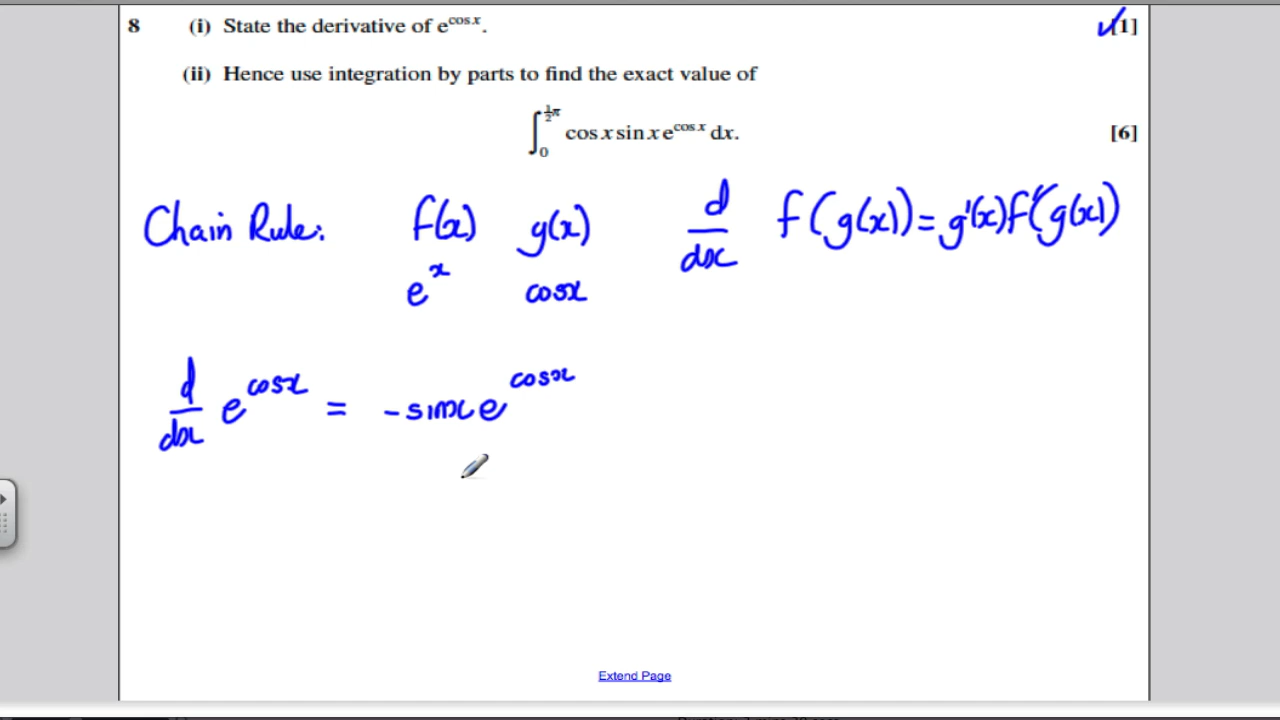 8 (i) State the derivative of e^{cos x}. [1]
(ii) Hence use integration by parts to find the exact value of
∫_0^{½π} cos x sin x e^{cos x} dx. [6]
Chain Rule: f(x) g(x) d/dx f(g(x)) = g'(x)f'(g(x))
e^x cosx
d/dx e^{cosx} = -sinx e^{cosx}
Extend Page